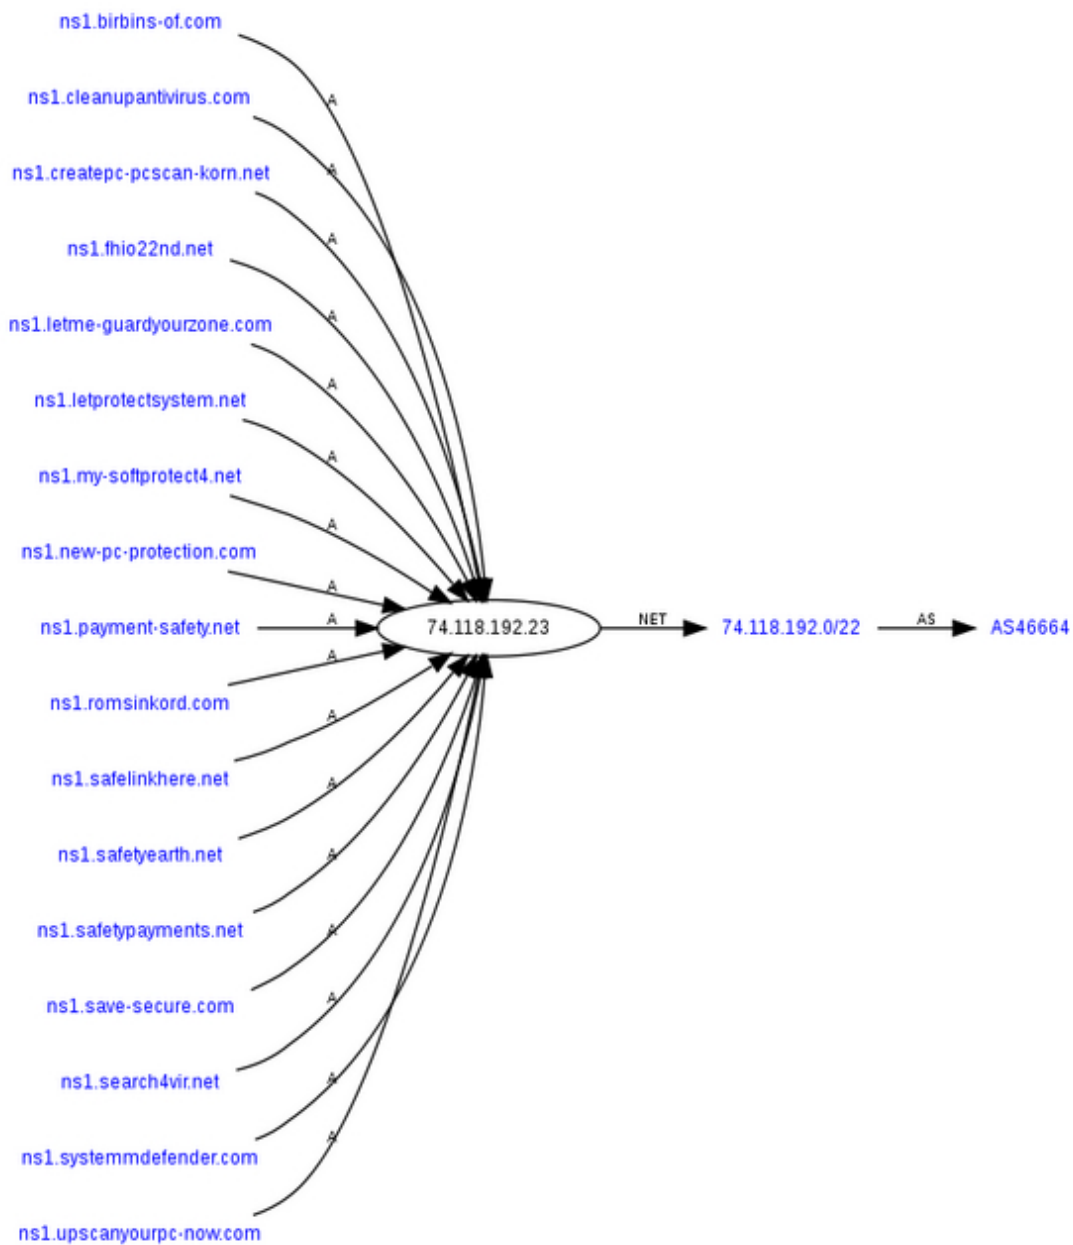 ns1.birbins-of.com
A
ns1.cleanupantivirus.com
A
ns1.createpc-pcscan-korn.net
A
ns1.fhio22nd.net
A
ns1.letme-guardyourzone.com
A
ns1.letprotectsystem.net
A
ns1.my-softprotect4.net
A
ns1.new-pc-protection.com
A
ns1.payment-safety.net A 74.118.192.23 NET 74.118.192.0/22 AS AS46664
A
ns1.romsinkord.com
A
ns1.safelinkhere.net
A
ns1.safetyearth.net
A
ns1.safetypayments.net
A
ns1.save-secure.com
A
ns1.search4vir.net
A
ns1.systemmdefender.com
A
ns1.upscanyourpc-now.com